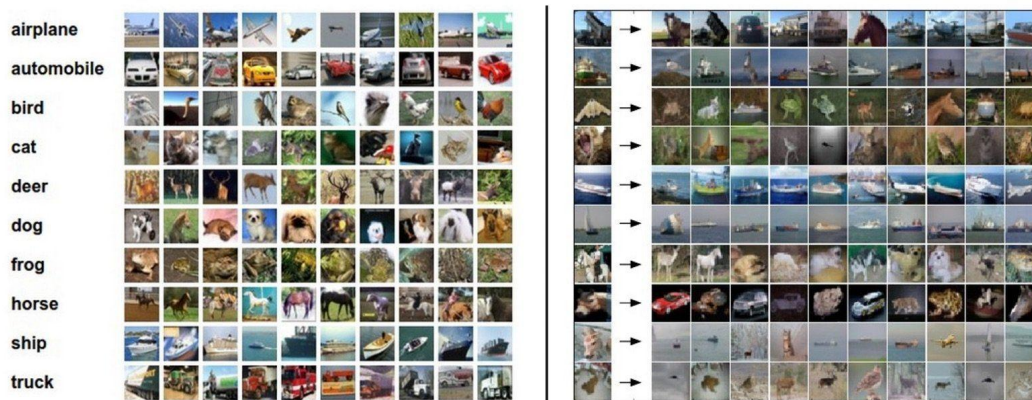 airplane
automobile
bird
cat
deer
dog
frog
horse
ship
truck